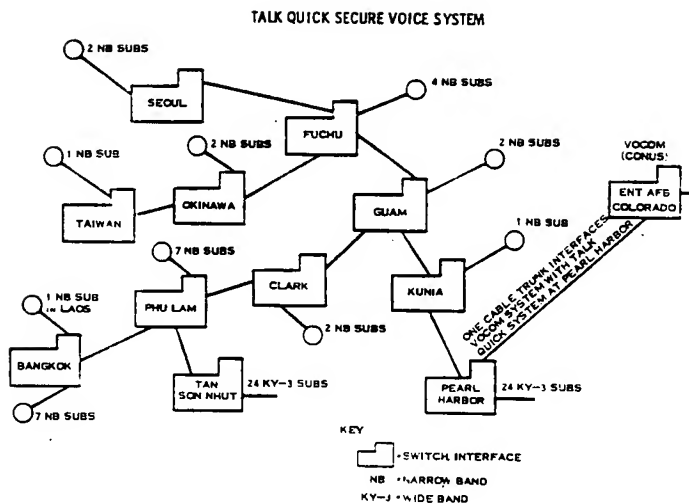 TALK QUICK SECURE VOICE SYSTEM
2 NB SUBS
SEOUL
4 NB SUBS
FUCHU
2 NB SUBS
1 NB SUB
2 NB SUBS
VOCOM
(CONUS)
TAIWAN
OKINAWA
GUAM
ENT AFB
COLORADO
7 NB SUBS
1 NB SUB
CLARK
KUNIA
ONE CABLE TRUNK INTERFACES
VOCOM SYSTEM WITH TALK
QUICK SYSTEM AT PEARL HARBOR
1 NB SUB
IN LAOS
PHU LAM
2 NB SUBS
BANGKOK
TAN
SON NHUT
24 KY-3 SUBS
PEARL
HARBOR
24 KY-3 SUBS
7 NB SUBS
KEY
-SWITCH INTERFACE
NB -NARROW BAND
KY-3 -WIDE BAND